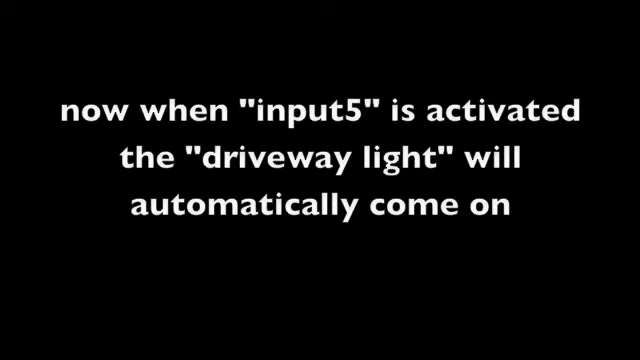 now when "input5" is activated
the "driveway light" will
automatically come on